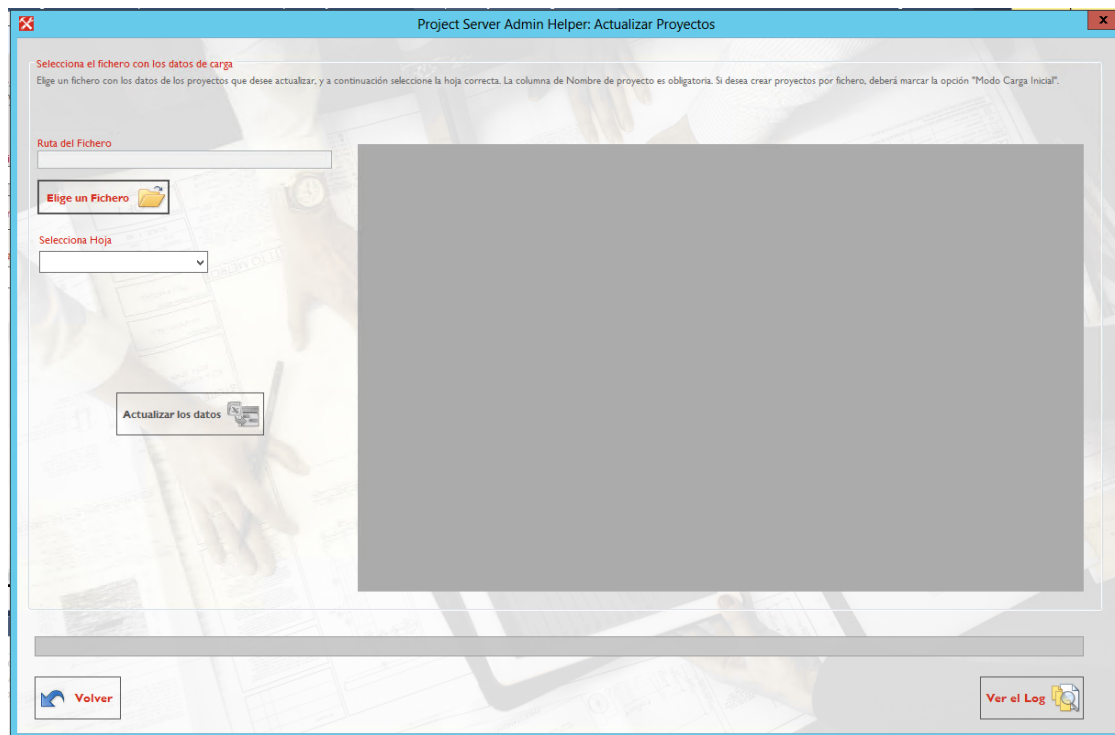 Project Server Admin Helper: Actualizar Proyectos
x
Selecciona el fichero con los datos de carga
Elige un fichero con los datos de los proyectos que desee actualizar, y a continuación seleccione la hoja correcta. La columna de Nombre de proyecto es obligatoria. Si desea crear proyectos por fichero, deberá marcar la opción "Modo Carga Inicial".
Ruta del Fichero
Elige un Fichero
Selecciona Hoja
Actualizar los datos
Volver
Ver el Log